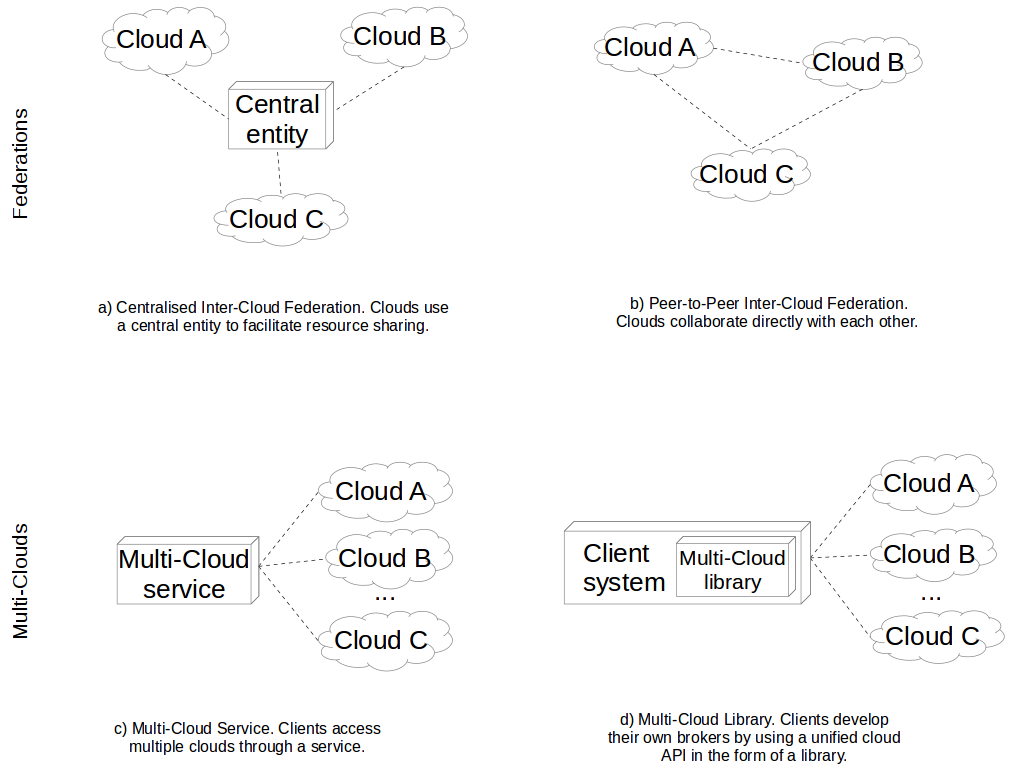 Federations
Cloud A
Cloud B
Central
entity
Cloud C
a) Centralised Inter-Cloud Federation. Clouds use
a central entity to facilitate resource sharing.
Cloud A
Cloud B
Cloud C
b) Peer-to-Peer Inter-Cloud Federation.
Clouds collaborate directly with each other.
Multi-Clouds
Multi-Cloud
service
Cloud A
Cloud B
...
Cloud C
c) Multi-Cloud Service. Clients access
multiple clouds through a service.
Client
system
Multi-Cloud
library
Cloud A
Cloud B
...
Cloud C
d) Multi-Cloud Library. Clients develop
their own brokers by using a unified cloud
API in the form of a library.